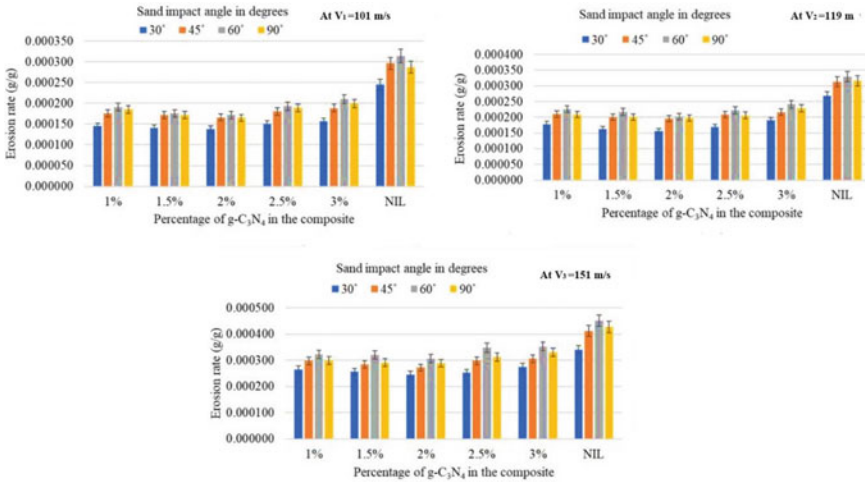 Sand impact angle in degrees
At V₁ =101 m/s
30° 45° 60° 90°
0.000350
0.000300
0.000250
0.000200
0.000150
0.000100
0.000050
0.000000
Erosion rate (g/g)
1% 1.5% 2% 2.5% 3% NIL
Percentage of g-C₃N₄ in the composite
Sand impact angle in degrees
At V₂ =119 m
30° 45° 60° 90°
0.000400
0.000350
0.000300
0.000250
0.000200
0.000150
0.000100
0.000050
0.000000
Erosion rate (g/g)
1% 1.5% 2% 2.5% 3% NIL
Percentage of g-C₃N₄ in the composite
Sand impact angle in degrees
At V₃ =151 m/s
30° 45° 60° 90°
0.000500
0.000400
0.000300
0.000200
0.000100
0.000000
Erosion rate (g/g)
1% 1.5% 2% 2.5% 3% NIL
Percentage of g-C₃N₄ in the composite